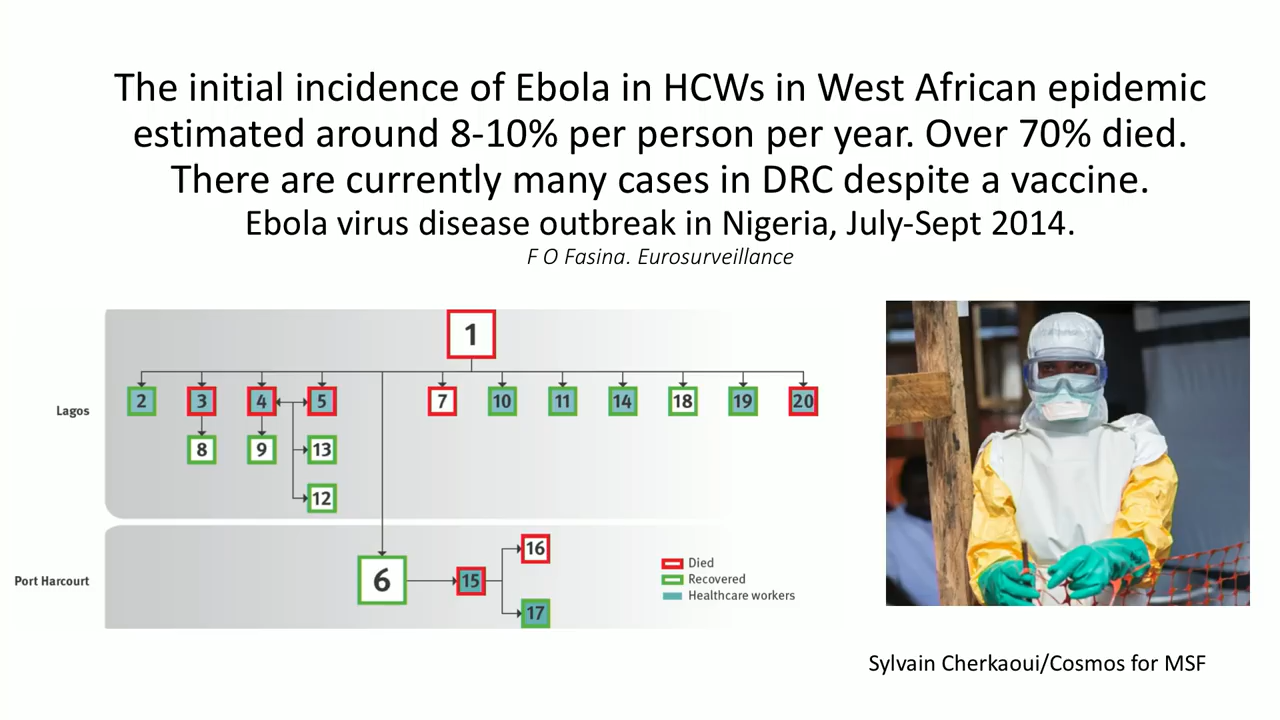 The initial incidence of Ebola in HCWs in West African epidemic
estimated around 8-10% per person per year. Over 70% died.
There are currently many cases in DRC despite a vaccine.
Ebola virus disease outbreak in Nigeria, July-Sept 2014.
F O Fasina. Eurosurveillance
1
Lagos
2 3 4 5 7 10 11 14 18 19 20
8 9 13
12
Port Harcourt
16
6 15
17
Died
Recovered
Healthcare workers
Sylvain Cherkaoui/Cosmos for MSF